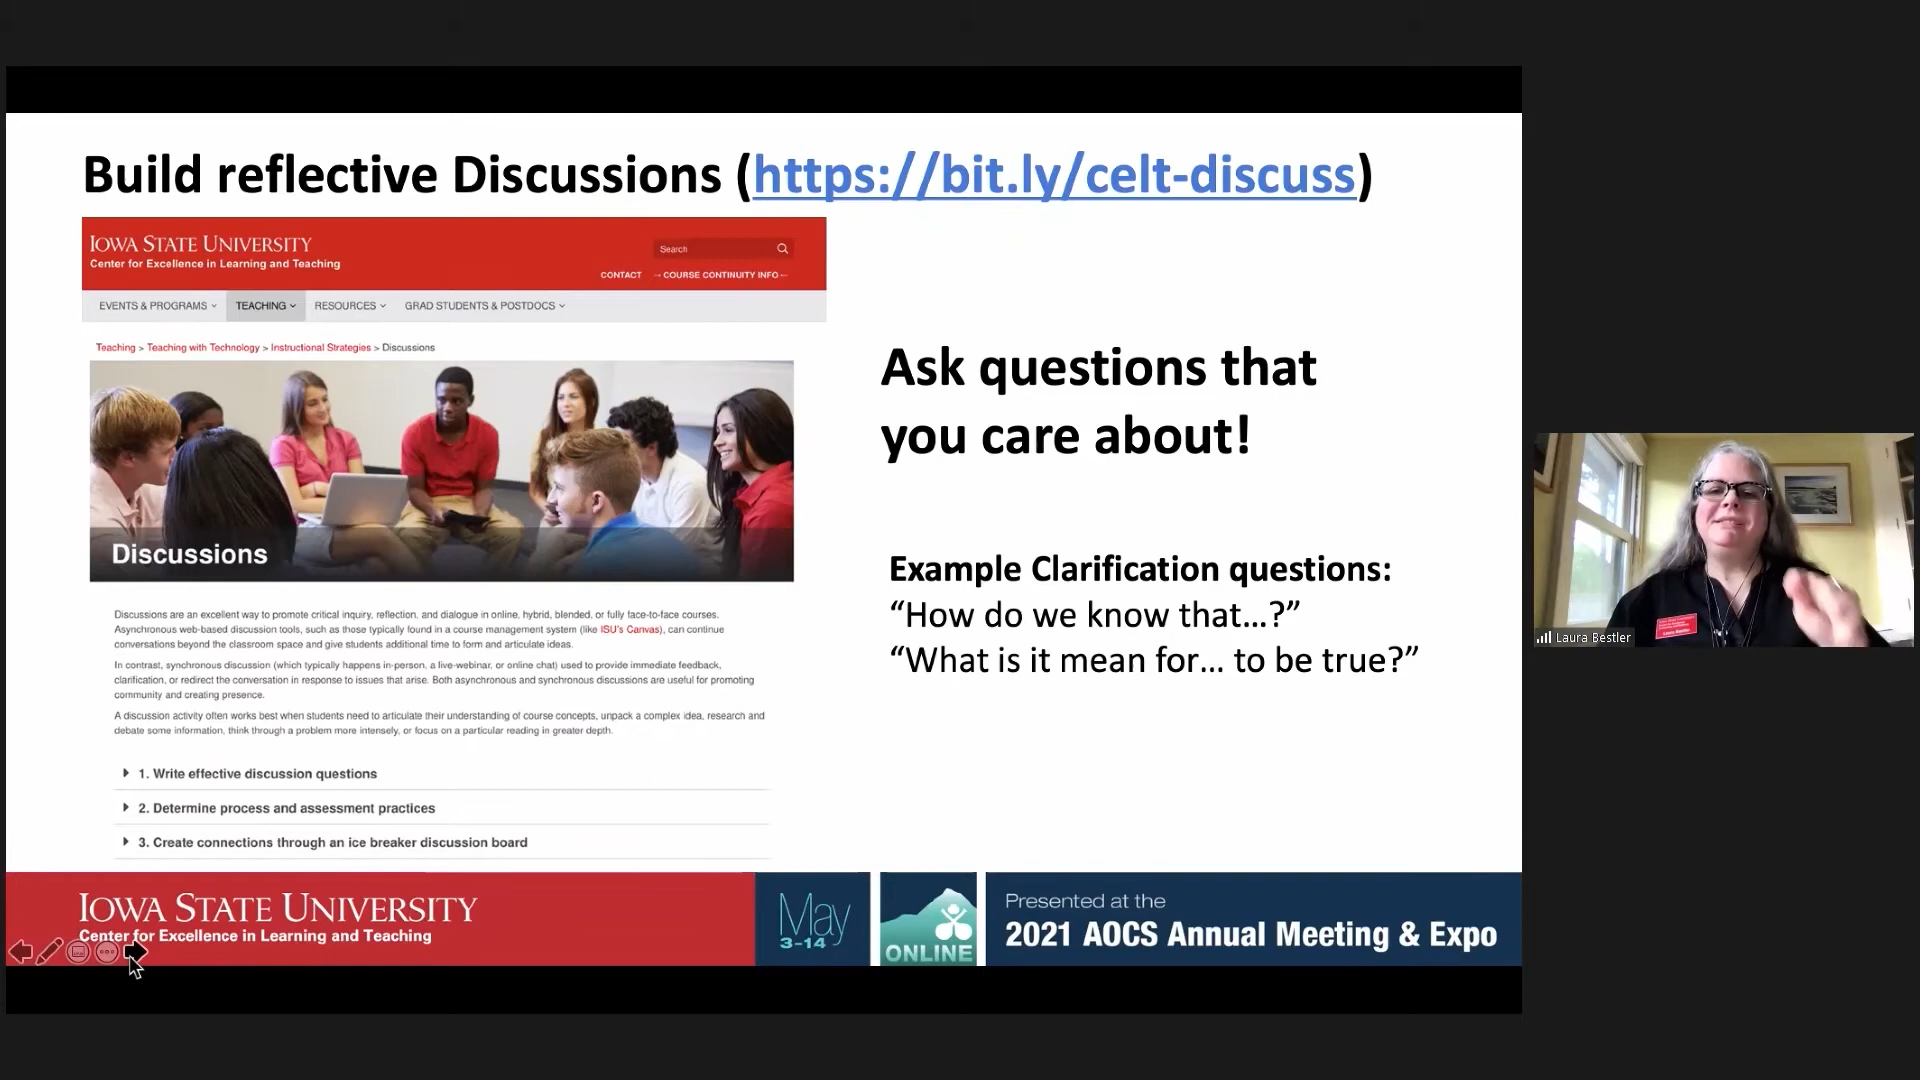 Build reflective Discussions (https://bit.ly/celt-discuss)
IOWA STATE UNIVERSITY
Center for Excellence in Learning and Teaching
Search
CONTACT → COURSE CONTINUITY INFO ←
EVENTS & PROGRAMS TEACHING RESOURCES GRAD STUDENTS & POSTDOCS
Teaching > Teaching with Technology > Instructional Strategies > Discussions
Discussions
Discussions are an excellent way to promote critical inquiry, reflection, and dialogue in online, hybrid, blended, or fully face-to-face courses.
Asynchronous web-based discussion tools, such as those typically found in a course management system (like ISU's Canvas), can continue
conversations beyond the classroom space and give students additional time to form and articulate ideas.
In contrast, synchronous discussion (which typically happens in-person, a live-webinar, or online chat) used to provide immediate feedback,
clarification, or redirect the conversation in response to issues that arise. Both asynchronous and synchronous discussions are useful for promoting
community and creating presence.
A discussion activity often works best when students need to articulate their understanding of course concepts, unpack a complex idea, research and
debate some information, think through a problem more intensely, or focus on a particular reading in greater depth.
1. Write effective discussion questions
2. Determine process and assessment practices
3. Create connections through an ice breaker discussion board
Ask questions that
you care about!
Example Clarification questions:
“How do we know that...?”
“What is it mean for... to be true?”
Laura Bestler
IOWA STATE UNIVERSITY
Center for Excellence in Learning and Teaching
May
3-14
ONLINE
Presented at the
2021 AOCS Annual Meeting & Expo